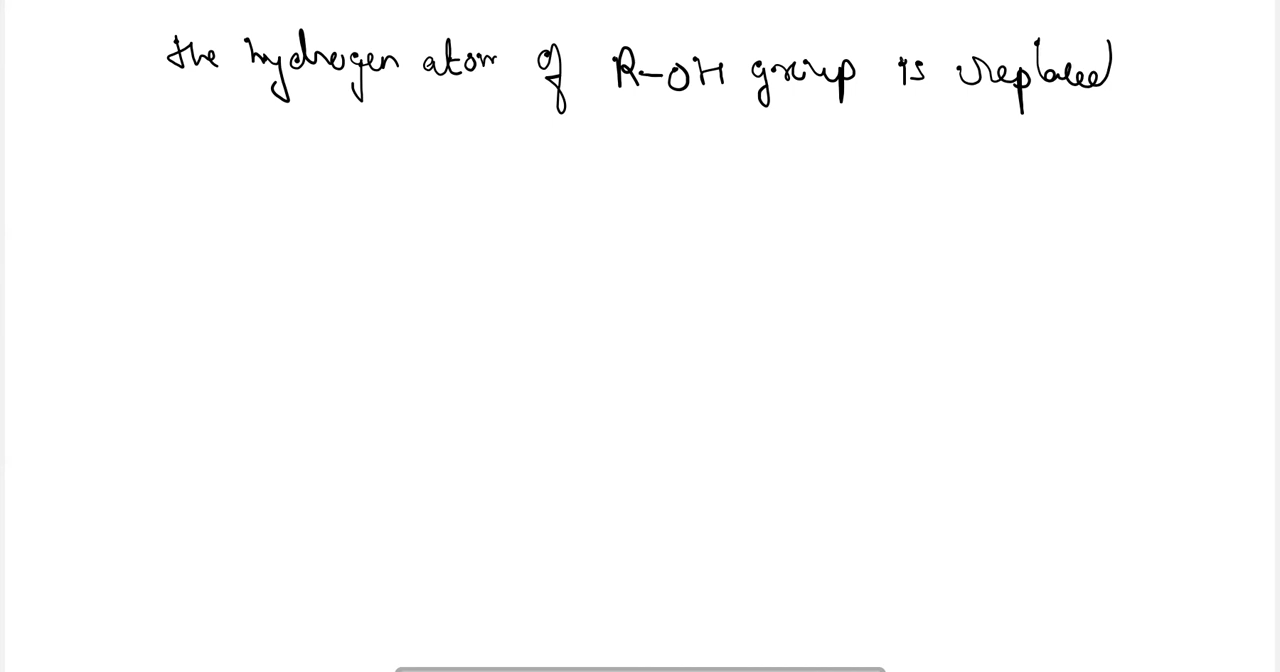 the hydrogen atom of R-OH group is replaced